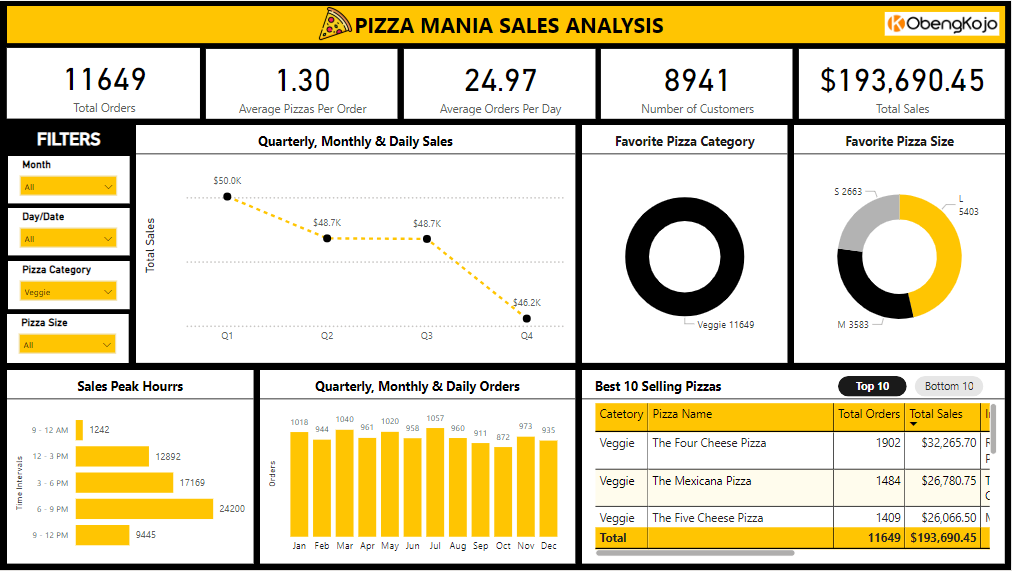 PIZZA MANIA SALES ANALYSIS
ObengKojo
11649
Total Orders
1.30
Average Pizzas Per Order
24.97
Average Orders Per Day
8941
Number of Customers
$193,690.45
Total Sales
FILTERS
Month
All
Day/Date
All
Pizza Category
Veggie
Pizza Size
All
Quarterly, Monthly & Daily Sales
Total Sales
$50.0K
$48.7K
$48.7K
$46.2K
Q1 Q2 Q3 Q4
Favorite Pizza Category
Veggie 11649
Favorite Pizza Size
S 2663
L
5403
M 3583
Sales Peak Hourrs
Time Intervals
9 - 12 AM 1242
12 - 3 PM 12892
3 - 6 PM 17169
6 - 9 PM 24200
9 - 12 PM 9445
Quarterly, Monthly & Daily Orders
Orders
1018 944 1040 961 1020 958 1057 960 911 872 973 935
Jan Feb Mar Apr May Jun Jul Aug Sep Oct Nov Dec
Best 10 Selling Pizzas
Top 10
Bottom 10
Catetory Pizza Name Total Orders Total Sales
Veggie The Four Cheese Pizza 1902 $32,265.70
Veggie The Mexicana Pizza 1484 $26,780.75
Veggie The Five Cheese Pizza 1409 $26,066.50
Total 11649 $193,690.45